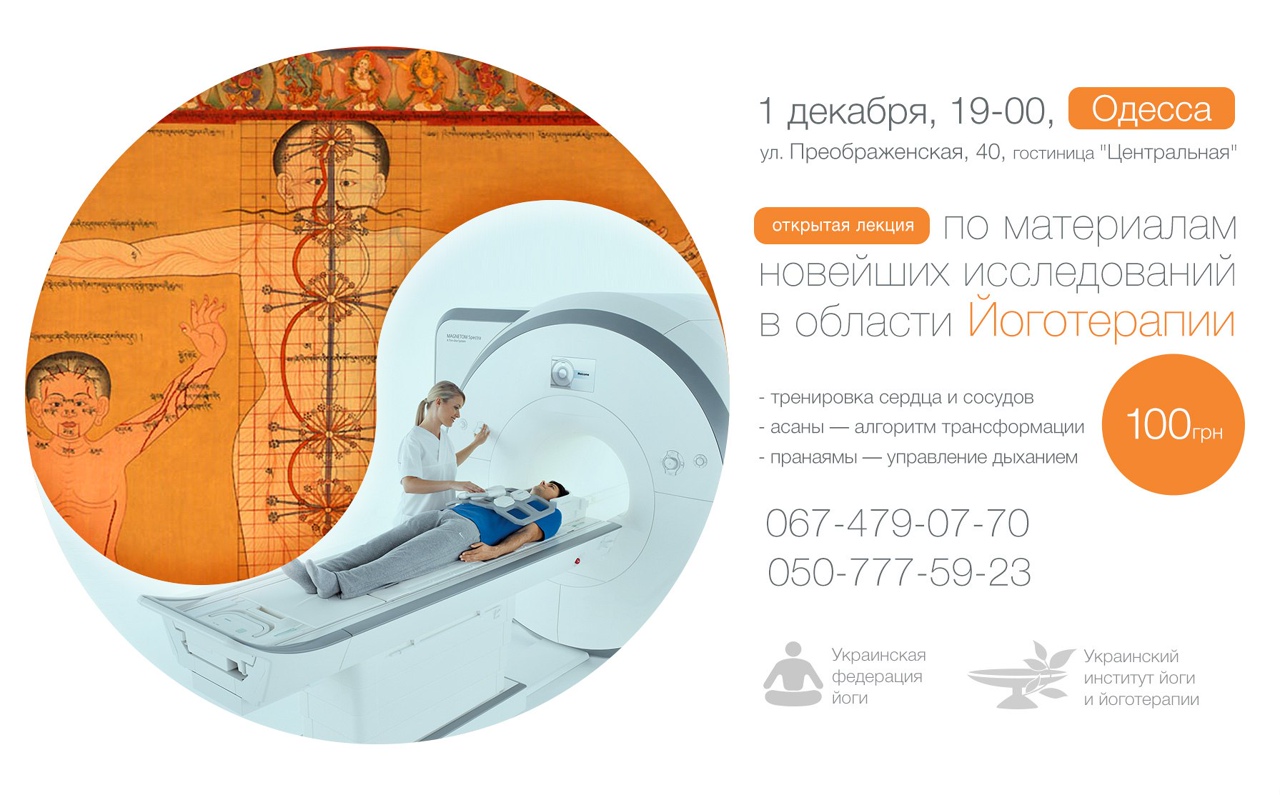 1 декабря, 19-00, Одесса
ул. Преображенская, 40, гостиница "Центральная"
открытая лекция по материалам
новейших исследований
в области Йоготерапии
- тренировка сердца и сосудов
- асаны — алгоритм трансформации
- пранаямы — управление дыханием
100грн
067-479-07-70
050-777-59-23
Украинская
федерация
йоги
Украинский
институт йоги
и йоготерапии